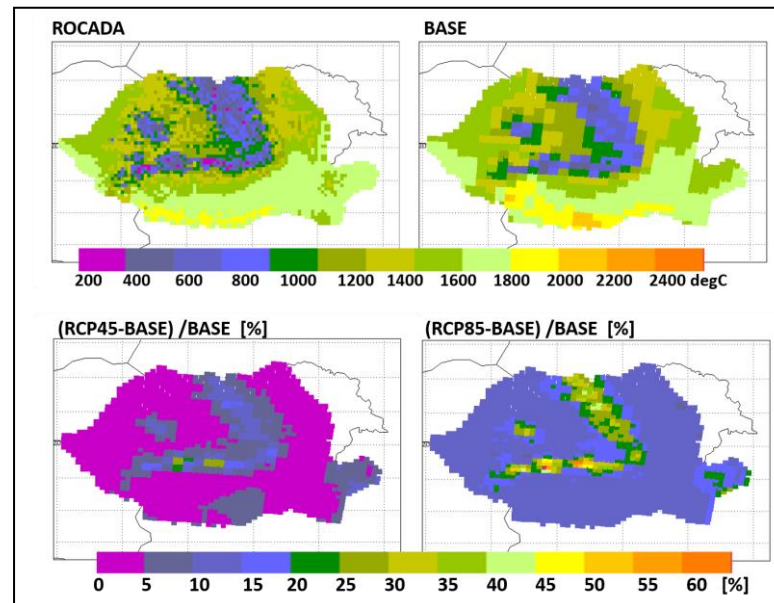 ROCADA BASE
200 400 600 800 1000 1200 1400 1600 1800 2000 2200 2400 degC
(RCP45-BASE) /BASE [%] (RCP85-BASE) /BASE [%]
0 5 10 15 20 25 30 35 40 45 50 55 60 [%]